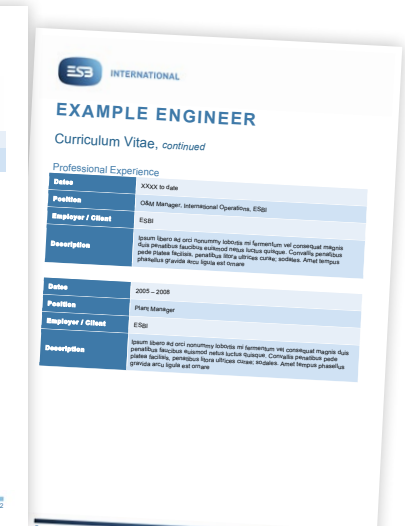 ESB INTERNATIONAL
EXAMPLE ENGINEER
Curriculum Vitae, continued
Professional Experience
Dates XXXX to date
Position O&M Manager, International Operations, ESBI
Employer / Client ESBI
Description Ipsum libero ad orci nonummy lobortis mi fermentum vel consequat magnis
duis penatibus faucibus euismod netus luctus quisque. Convallis penatibus
pede platea facilisis, penatibus litora ultrices curae; sodales. Amet tempus
phasellus gravida arcu ligula est ornare
Dates 2005 – 2008
Position Plant Manager
Employer / Client ESBI
Description Ipsum libero ad orci nonummy lobortis mi fermentum vel consequat magnis duis
penatibus faucibus euismod netus luctus quisque. Convallis penatibus pede
platea facilisis, penatibus litora ultrices curae; sodales. Amet tempus phasellus
gravida arcu ligula est ornare
2